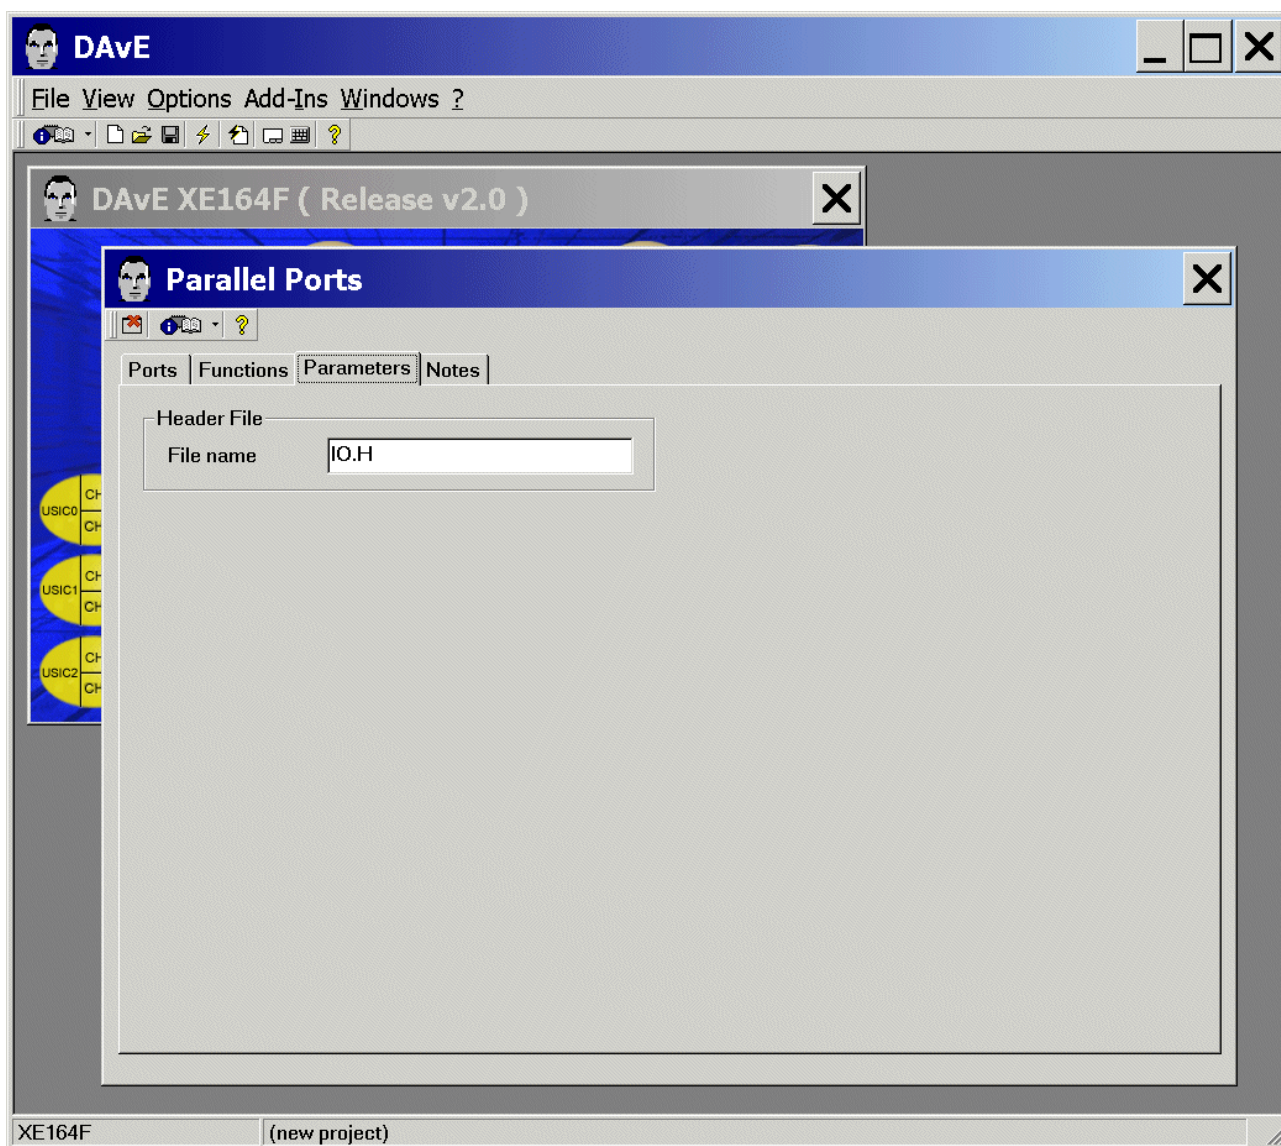 DAvE
File View Options Add-Ins Windows ?
DAvE XE164F ( Release v2.0 )
Parallel Ports
Ports Functions Parameters Notes
Header File
File name IO.H
USIC0
CH
CH
USIC1
CH
CH
USIC2
CH
CH
XE164F (new project)